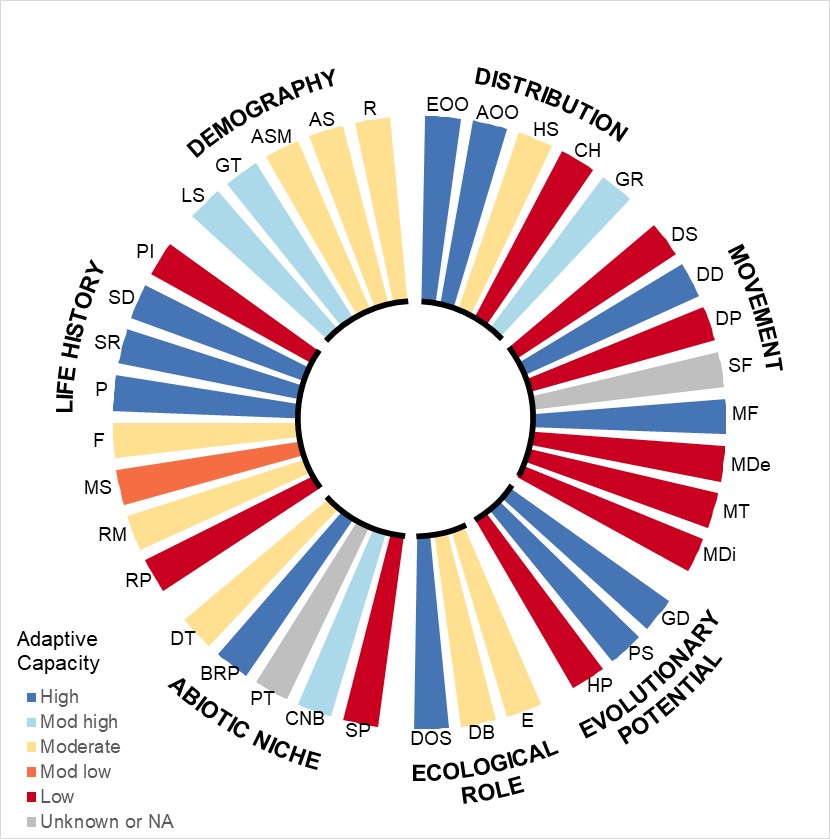 DEMOGRAPHY
DISTRIBUTION
R
EOO
AOO
AS
ASM
HS
CH
GT
GR
LS
DS
PI
MOVEMENT
DD
LIFE HISTORY
SD
DP
SR
SF
P
MF
F
MDe
MS
MT
RM
MDi
RP
GD
DT
PS
BRP
HP
EVOLUTIONARY
POTENTIAL
PT
CNB
SP
DOS
DB
E
ABIOTIC NICHE
ECOLOGICAL
ROLE
Adaptive
Capacity
High
Mod high
Moderate
Mod low
Low
Unknown or NA